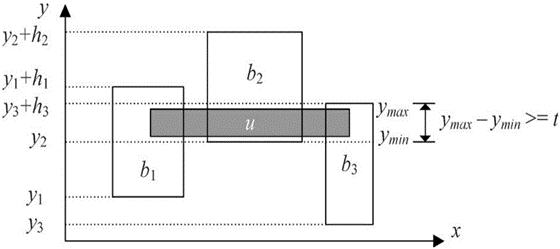 y
y2+h2
b2
y1+h1
y3+h3
ymax
u
ymax – ymin >= t
y2
ymin
b1
b3
y1
y3
x